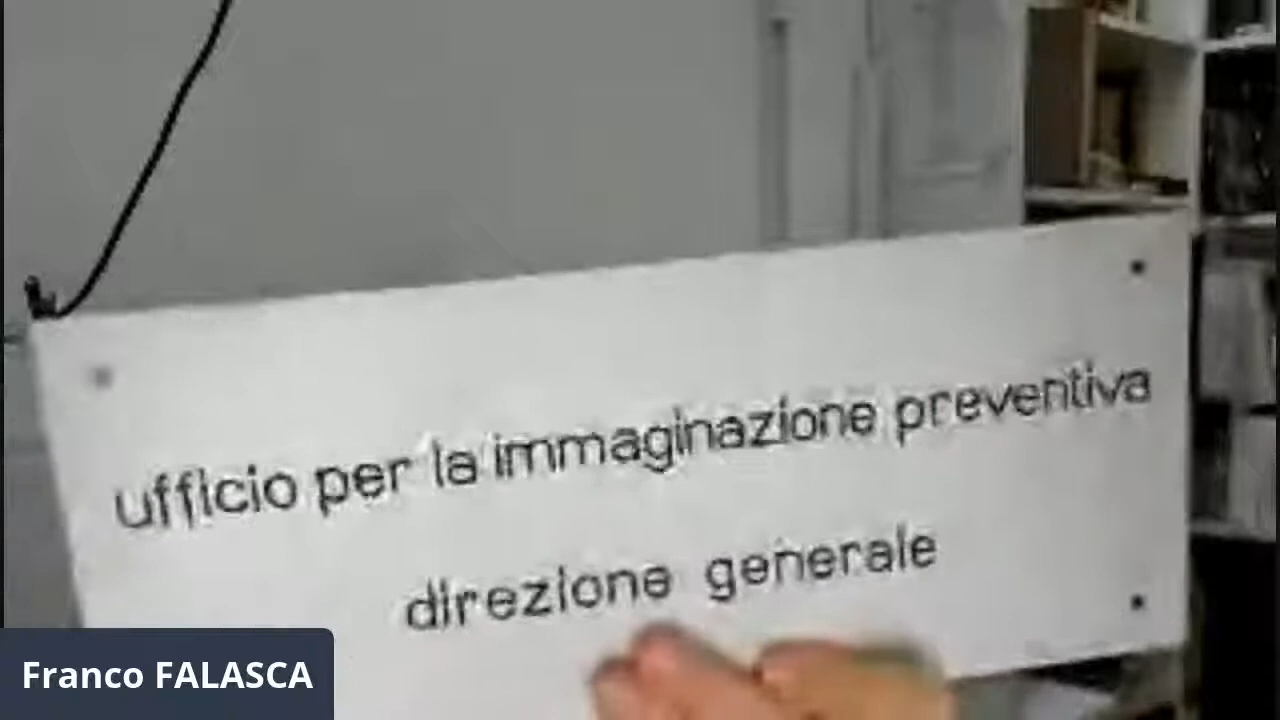 ufficio per la immaginazione preventiva
direzione generale
Franco FALASCA